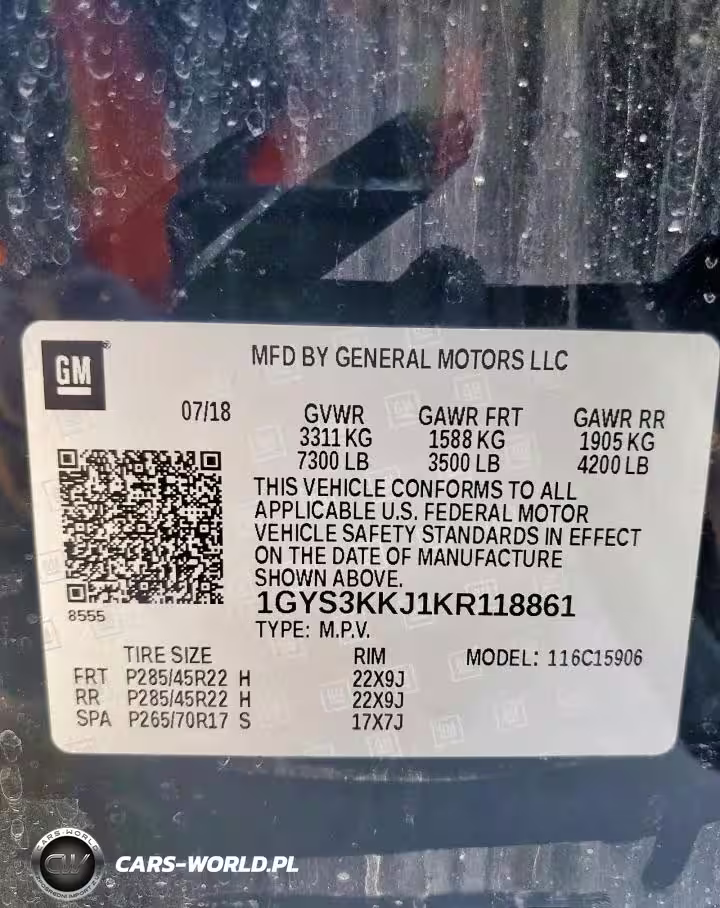 GM
MFD BY GENERAL MOTORS LLC
07/18 GVWR GAWR FRT GAWR RR
3311 KG 1588 KG 1905 KG
7300 LB 3500 LB 4200 LB
THIS VEHICLE CONFORMS TO ALL
APPLICABLE U.S. FEDERAL MOTOR
VEHICLE SAFETY STANDARDS IN EFFECT
ON THE DATE OF MANUFACTURE
SHOWN ABOVE.
8555
1GYS3KKJ1KR118861
TYPE: M.P.V.
TIRE SIZE RIM MODEL: 116C15906
FRT P285/45R22 H 22X9J
RR P285/45R22 H 22X9J
SPA P265/70R17 S 17X7J
CARS-WORLD
CW
CARS-WORLD.PL